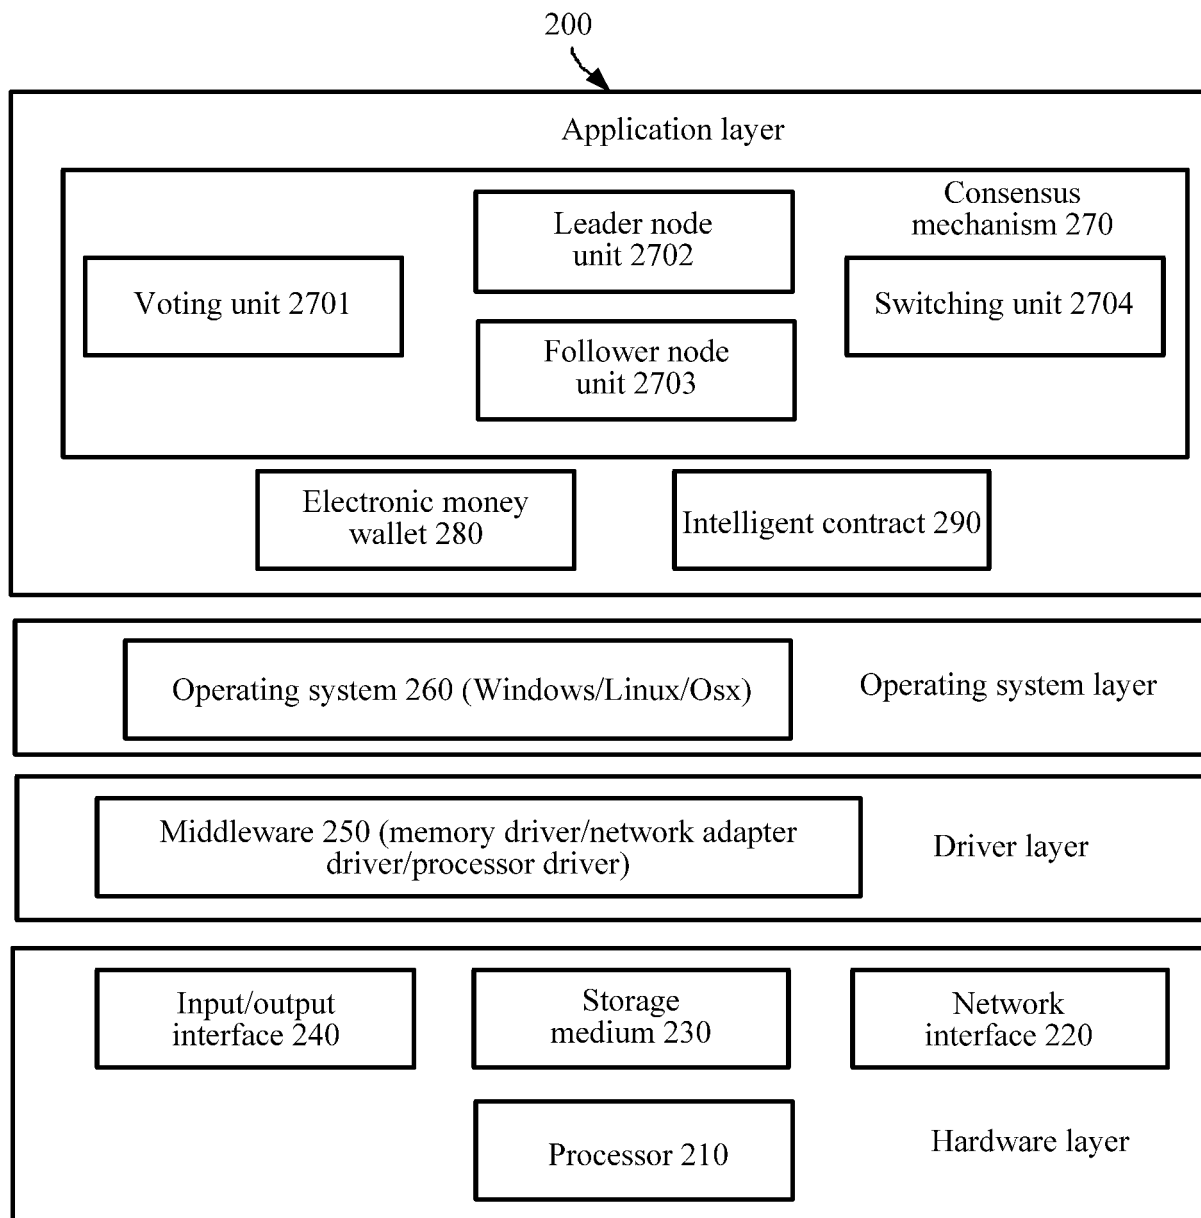 200
Application layer
Consensus
mechanism 270
Leader node
unit 2702
Voting unit 2701
Switching unit 2704
Follower node
unit 2703
Electronic money
wallet 280
Intelligent contract 290
Operating system 260 (Windows/Linux/Osx)
Operating system layer
Middleware 250 (memory driver/network adapter
driver/processor driver)
Driver layer
Input/output
interface 240
Storage
medium 230
Network
interface 220
Processor 210
Hardware layer